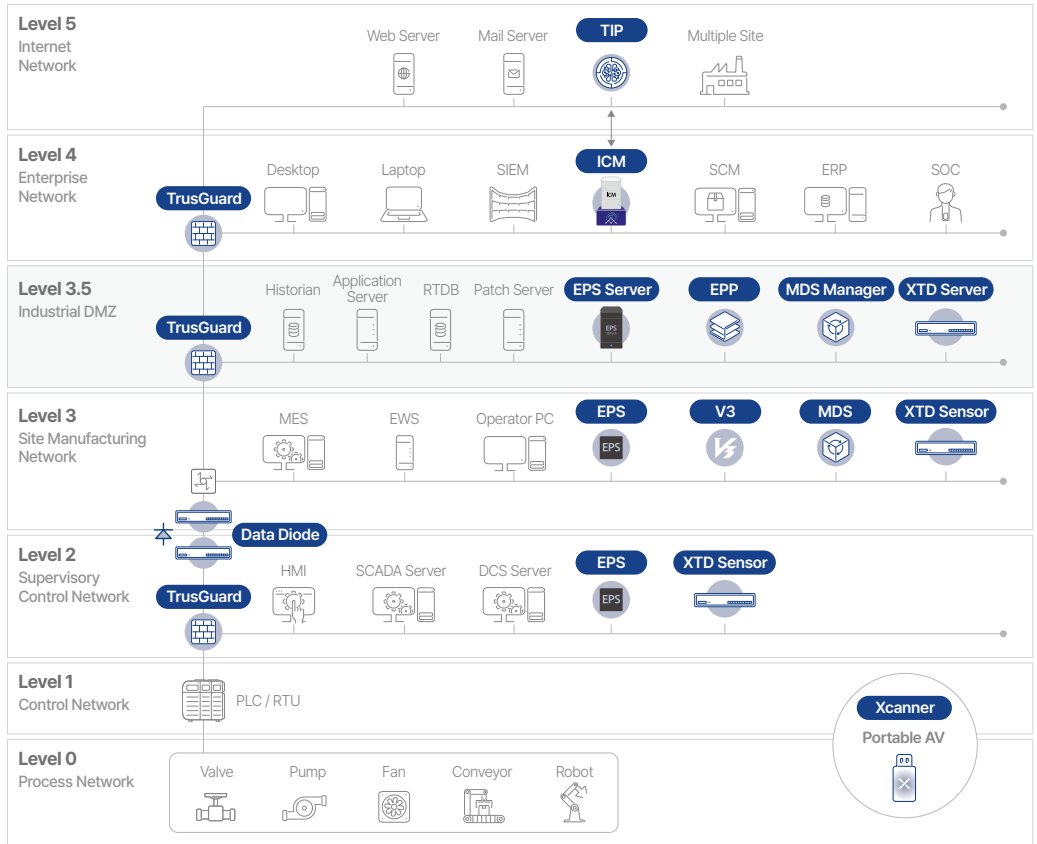 Level 5
Internet
Network
Web Server
Mail Server
TIP
Multiple Site
Level 4
Enterprise
Network
TrusGuard
Desktop
Laptop
SIEM
ICM
ICM
SCM
ERP
SOC
Level 3.5
Industrial DMZ
TrusGuard
Historian
Application
Server
RTDB
Patch Server
EPS Server
EPS
EPP
MDS Manager
XTD Server
Level 3
Site Manufacturing
Network
MES
EWS
Operator PC
EPS
EPS
V3
MDS
XTD Sensor
Data Diode
Level 2
Supervisory
Control Network
TrusGuard
HMI
SCADA Server
DCS Server
EPS
EPS
XTD Sensor
Level 1
Control Network
PLC / RTU
Xcanner
Portable AV
Level 0
Process Network
Valve
Pump
Fan
Conveyor
Robot